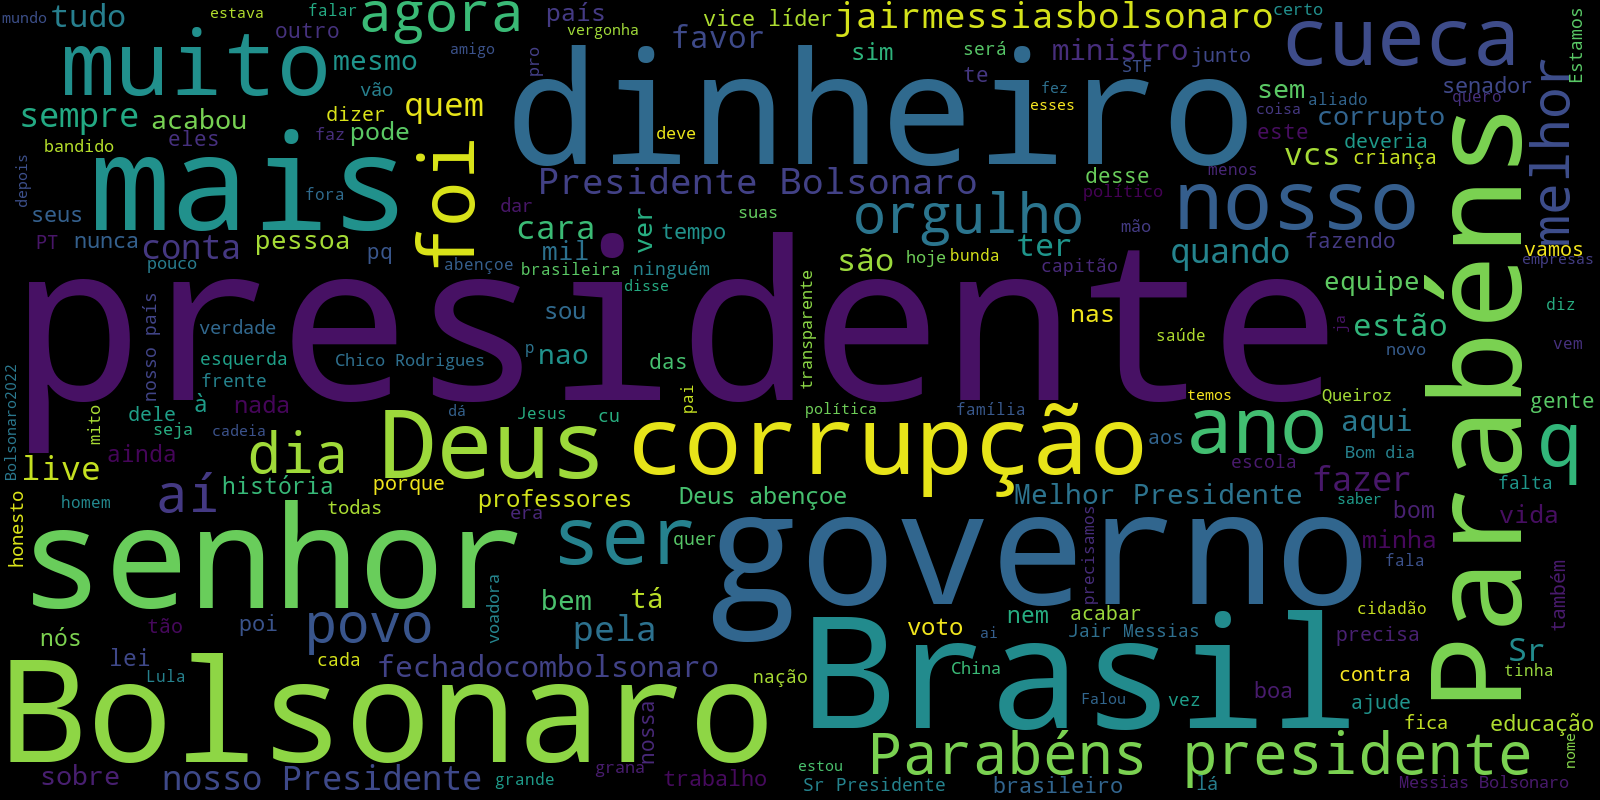 mundo
tudo
estava
falar
agora
país
vergonha
vice líder
jairmessiasbolsonaro
certo
outro
favor
cueca
muito
mesmo
amigo
pro
sim
será
ministro
junto
STF
Estamos
vão
dinheiro
te
fez
esses
sem
coisa
aliado
senador
quero
melhor
sempre
acabou
dizer
quem
corrupto
bandido
eles
faz
pode
deve
este
deveria
vcs
criança
depois
mais
fora
foi
Presidente Bolsonaro
desse
menos
político
nosso
Parabéns
seus
dar
suas
orgulho
mão
PT
nunca
conta
pessoa
pq
cara
ver
tempo
ter
quando
fazendo
vamos
mil
são
hoje
bunda
pouco
abençoe
brasileira
ninguém
capitão
empresas
disse
equipe
presidente
nosso país
verdade
sou
transparente
nas
saúde
ja
estão
diz
esquerda
Chico Rodrigues
p
nao
das
novo
vem
Bolsonaro2022
frente
pai
temos
Queiroz
gente
mito
dele
à
nada
dá
Jesus
cu
política
família
seja
cadeia
Deus
corrupção
aos
ano
aqui
q
live
ainda
dia
Bom dia
escola
aí
história
porque
fazer
falta
honesto
homem
todas
professores
Deus abençoe
Melhor Presidente
saber
era
bom
vida
senhor
ser
quer
governo
precisamos
minha
fala
voadora
também
tão
poi
povo
bem
tá
acabar
cidadão
nós
pela
voto
nem
ai
Jair Messias
precisa
Sr
lei
cada
fechadocombolsonaro
Brasil
China
tinha
Lula
nação
contra
Bolsonaro
Falou
vez
boa
ajude
nossa
fica
educação
nome
sobre
nosso Presidente
grande
grana
trabalho
estou
Parabéns presidente
Sr Presidente
brasileiro
lá
Messias Bolsonaro